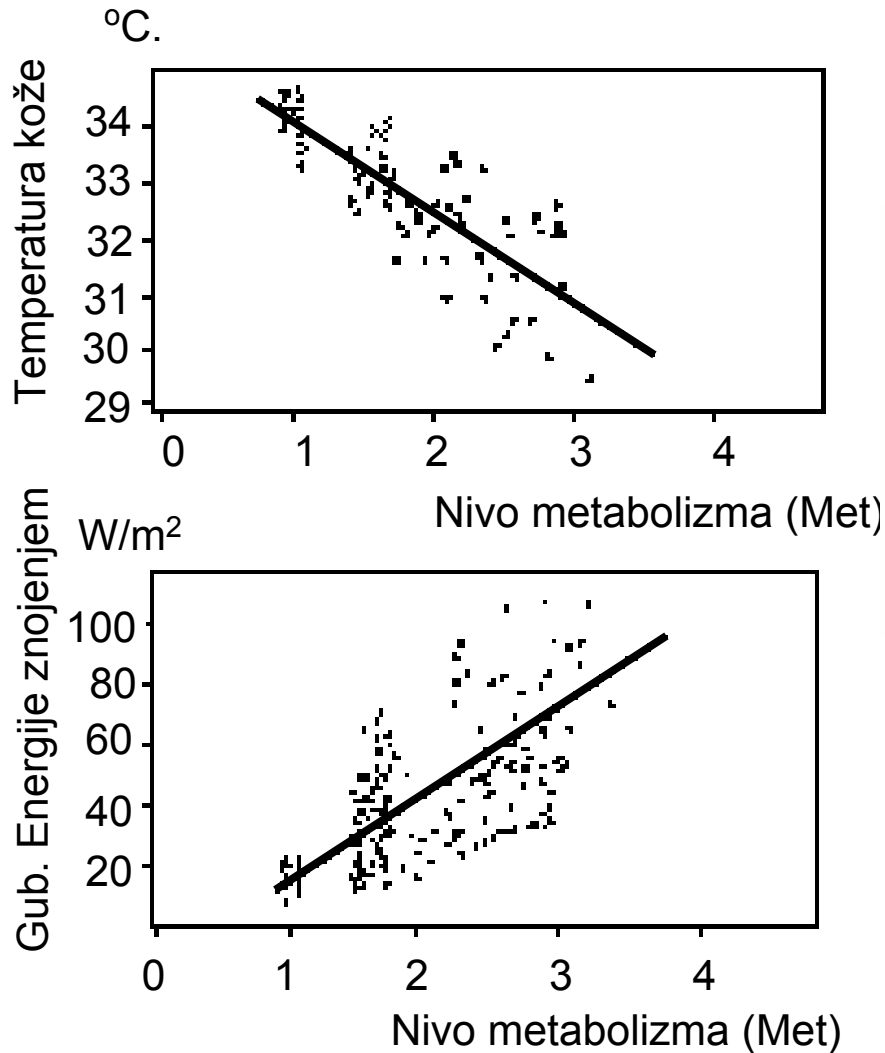 °C.
Temperatura kože
34
33
32
31
30
29
0 1 2 3 4
Nivo metabolizma (Met)
W/m²
Gub. Energije znojenjem
100
80
60
40
20
0 1 2 3 4
Nivo metabolizma (Met)